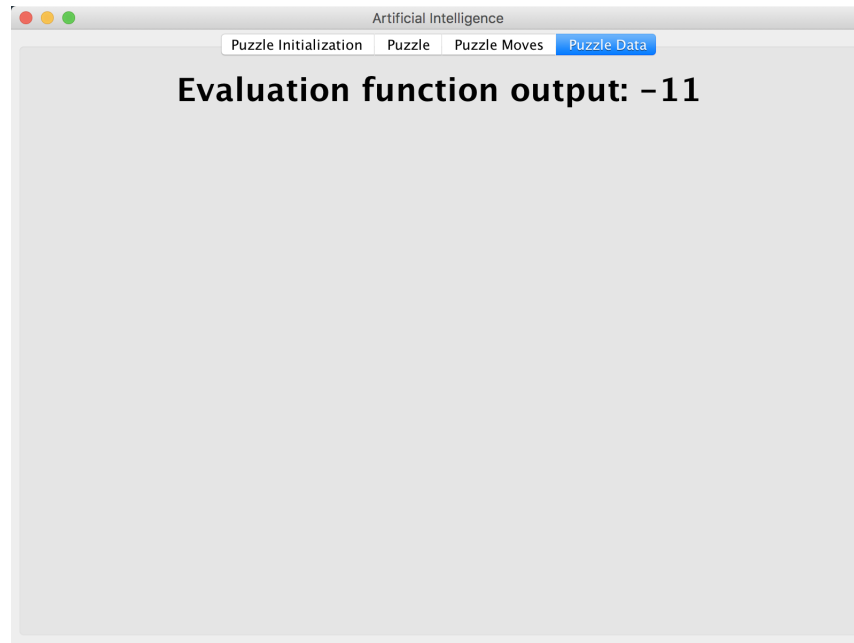 Artificial Intelligence
Puzzle Initialization Puzzle Puzzle Moves Puzzle Data
Evaluation function output: -11